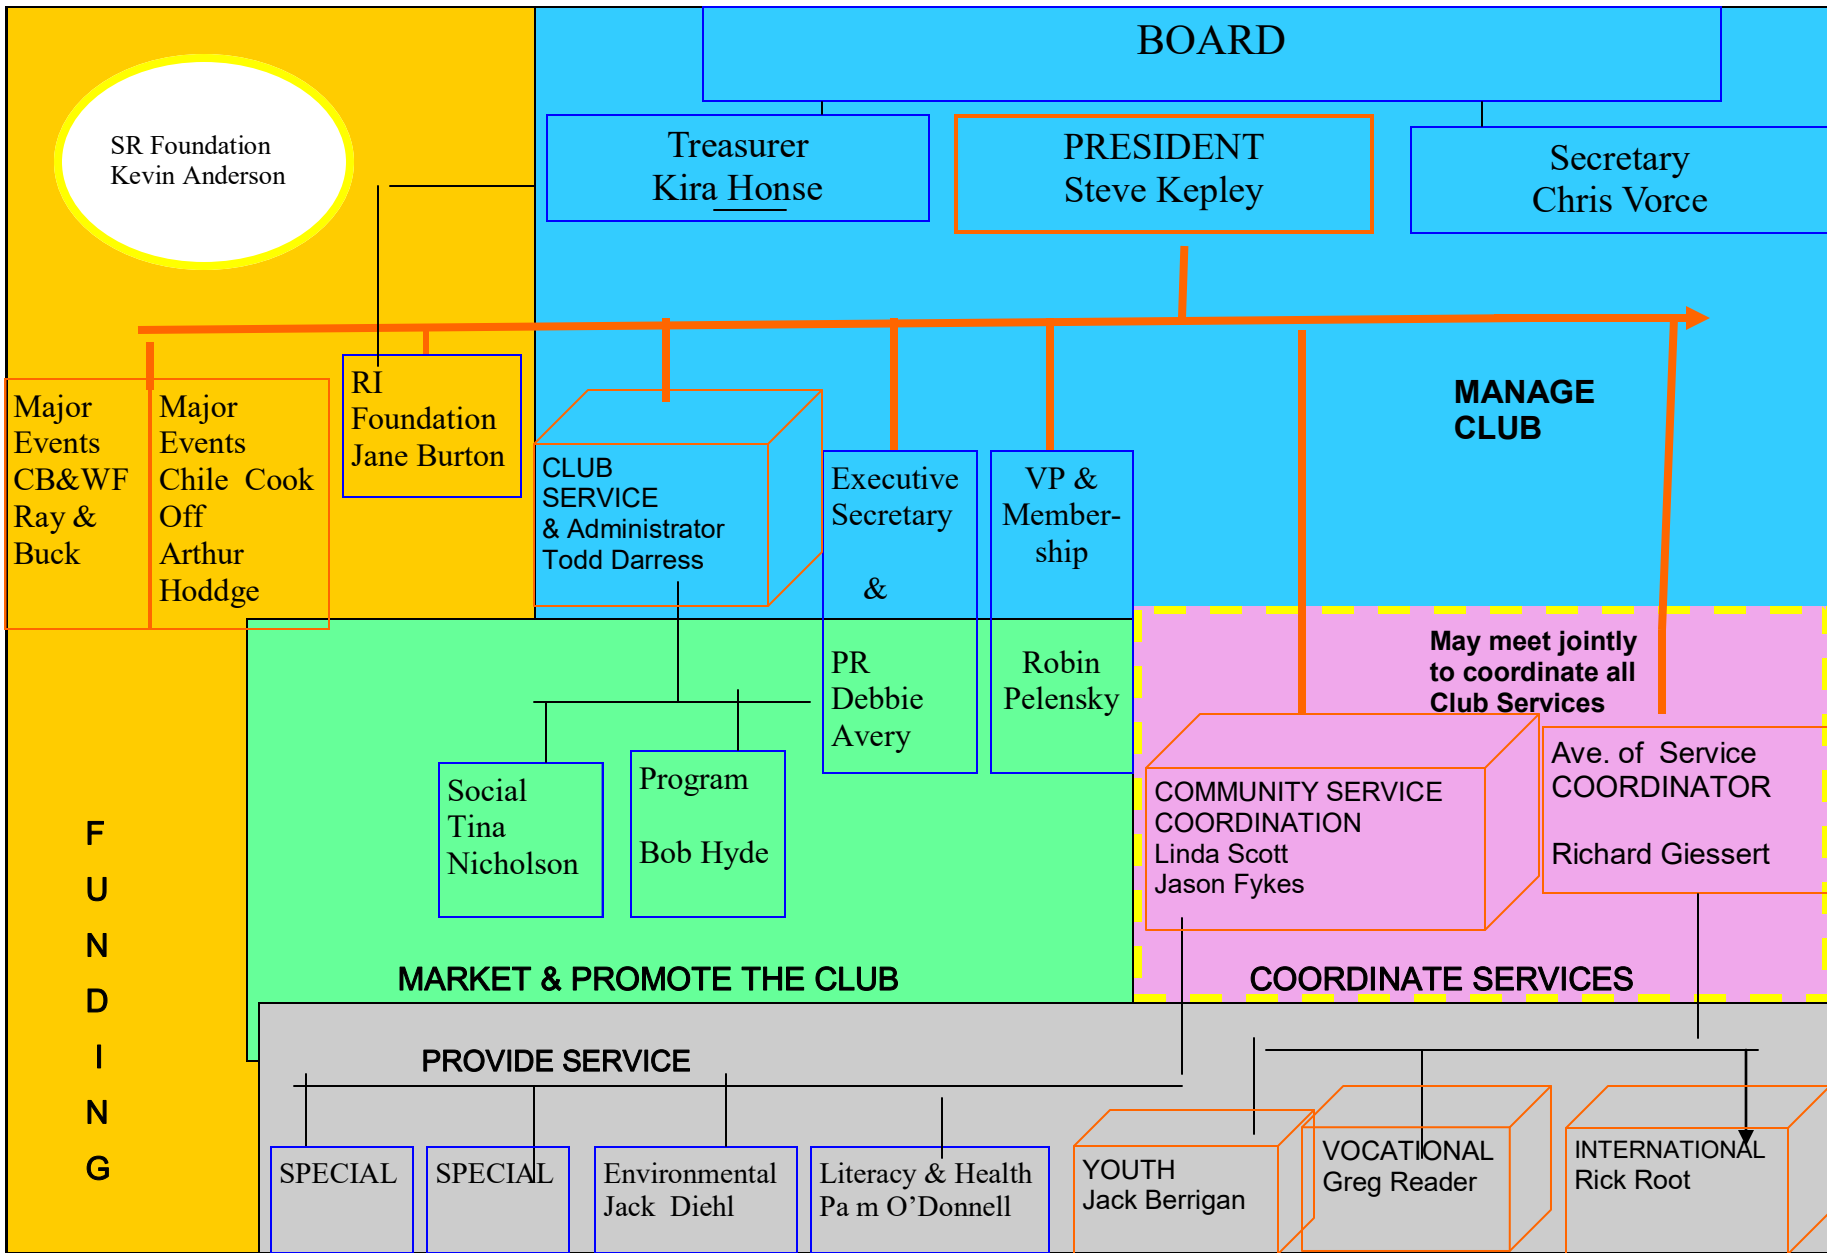 BOARD
SR Foundation
Kevin Anderson
Treasurer
Kira Honse
PRESIDENT
Steve Kepley
Secretary
Chris Vorce
Major
Events
CB&WF
Ray &
Buck
Major
Events
Chile Cook
Off
Arthur
Hoddge
RI
Foundation
Jane Burton
CLUB
SERVICE
& Administrator
Todd Darress
Executive
Secretary
&
PR
Debbie
Avery
VP &
Member-
ship
Robin
Pelensky
MANAGE
CLUB
May meet jointly
to coordinate all
Club Services
Social
Tina
Nicholson
Program
Bob Hyde
COMMUNITY SERVICE
COORDINATION
Linda Scott
Jason Fykes
Ave. of Service
COORDINATOR
Richard Giessert
F
U
N
D
I
N
G
MARKET & PROMOTE THE CLUB
COORDINATE SERVICES
PROVIDE SERVICE
SPECIAL
SPECIAL
Environmental
Jack Diehl
Literacy & Health
Pa m O’Donnell
YOUTH
Jack Berrigan
VOCATIONAL
Greg Reader
INTERNATIONAL
Rick Root